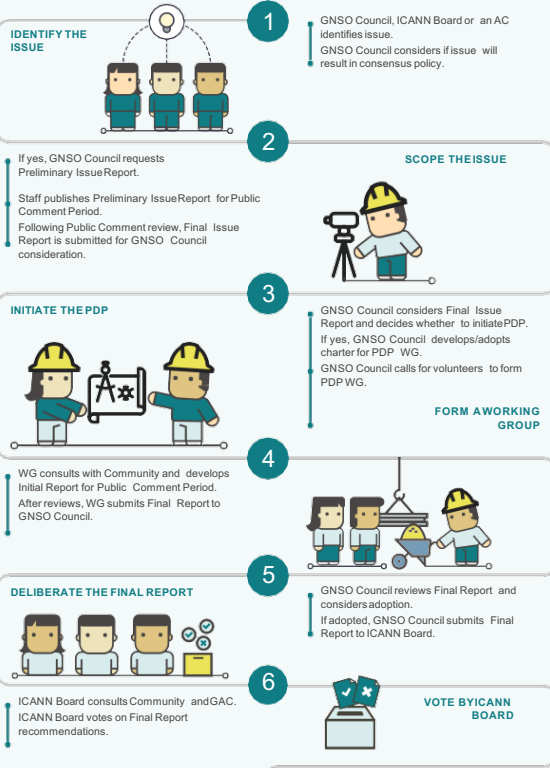 1
IDENTIFY THE
ISSUE
GNSO Council, ICANN Board or an AC
identifies issue.
GNSO Council considers if issue will
result in consensus policy.
2
If yes, GNSO Council requests
Preliminary Issue Report.
Staff publishes Preliminary Issue Report for Public
Comment Period.
Following Public Comment review, Final Issue
Report is submitted for GNSO Council
consideration.
SCOPE THE ISSUE
3
INITIATE THE PDP
GNSO Council considers Final Issue
Report and decides whether to initiate PDP.
If yes, GNSO Council develops/adopts
charter for PDP WG.
GNSO Council calls for volunteers to form
PDP WG.
FORM A WORKING
GROUP
4
WG consults with Community and develops
Initial Report for Public Comment Period.
After reviews, WG submits Final Report to
GNSO Council.
5
DELIBERATE THE FINAL REPORT
GNSO Council reviews Final Report and
considers adoption.
If adopted, GNSO Council submits Final
Report to ICANN Board.
6
ICANN Board consults Community and GAC.
ICANN Board votes on Final Report
recommendations.
VOTE BY ICANN
BOARD